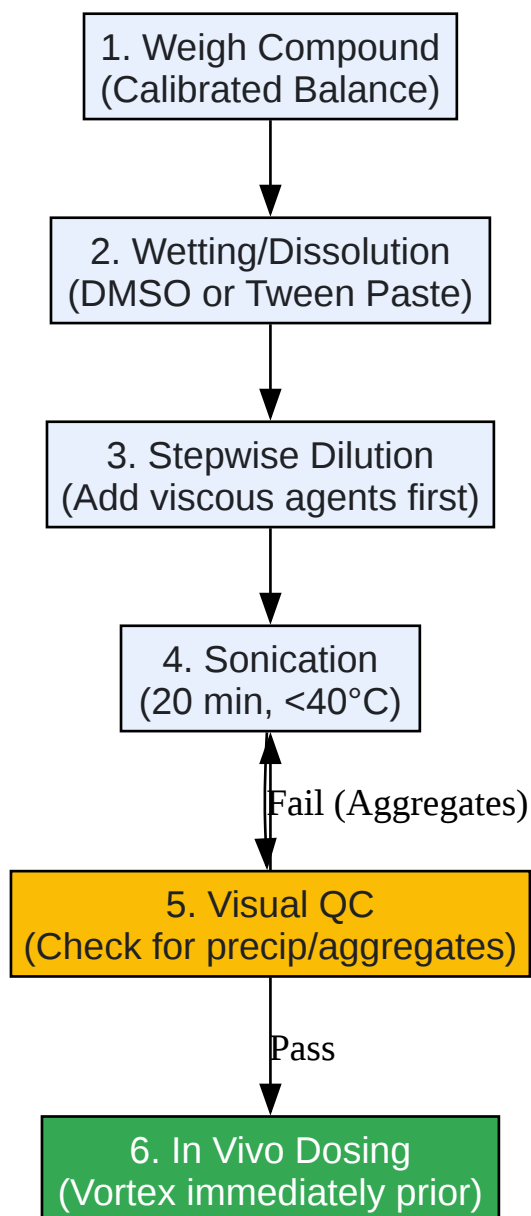 1. Weigh Compound
(Calibrated Balance)
2. Wetting/Dissolution
(DMSO or Tween Paste)
3. Stepwise Dilution
(Add viscous agents first)
4. Sonication
(20 min, <40°C)
Fail (Aggregates)
5. Visual QC
(Check for precip/aggregates)
Pass
6. In Vivo Dosing
(Vortex immediately prior)